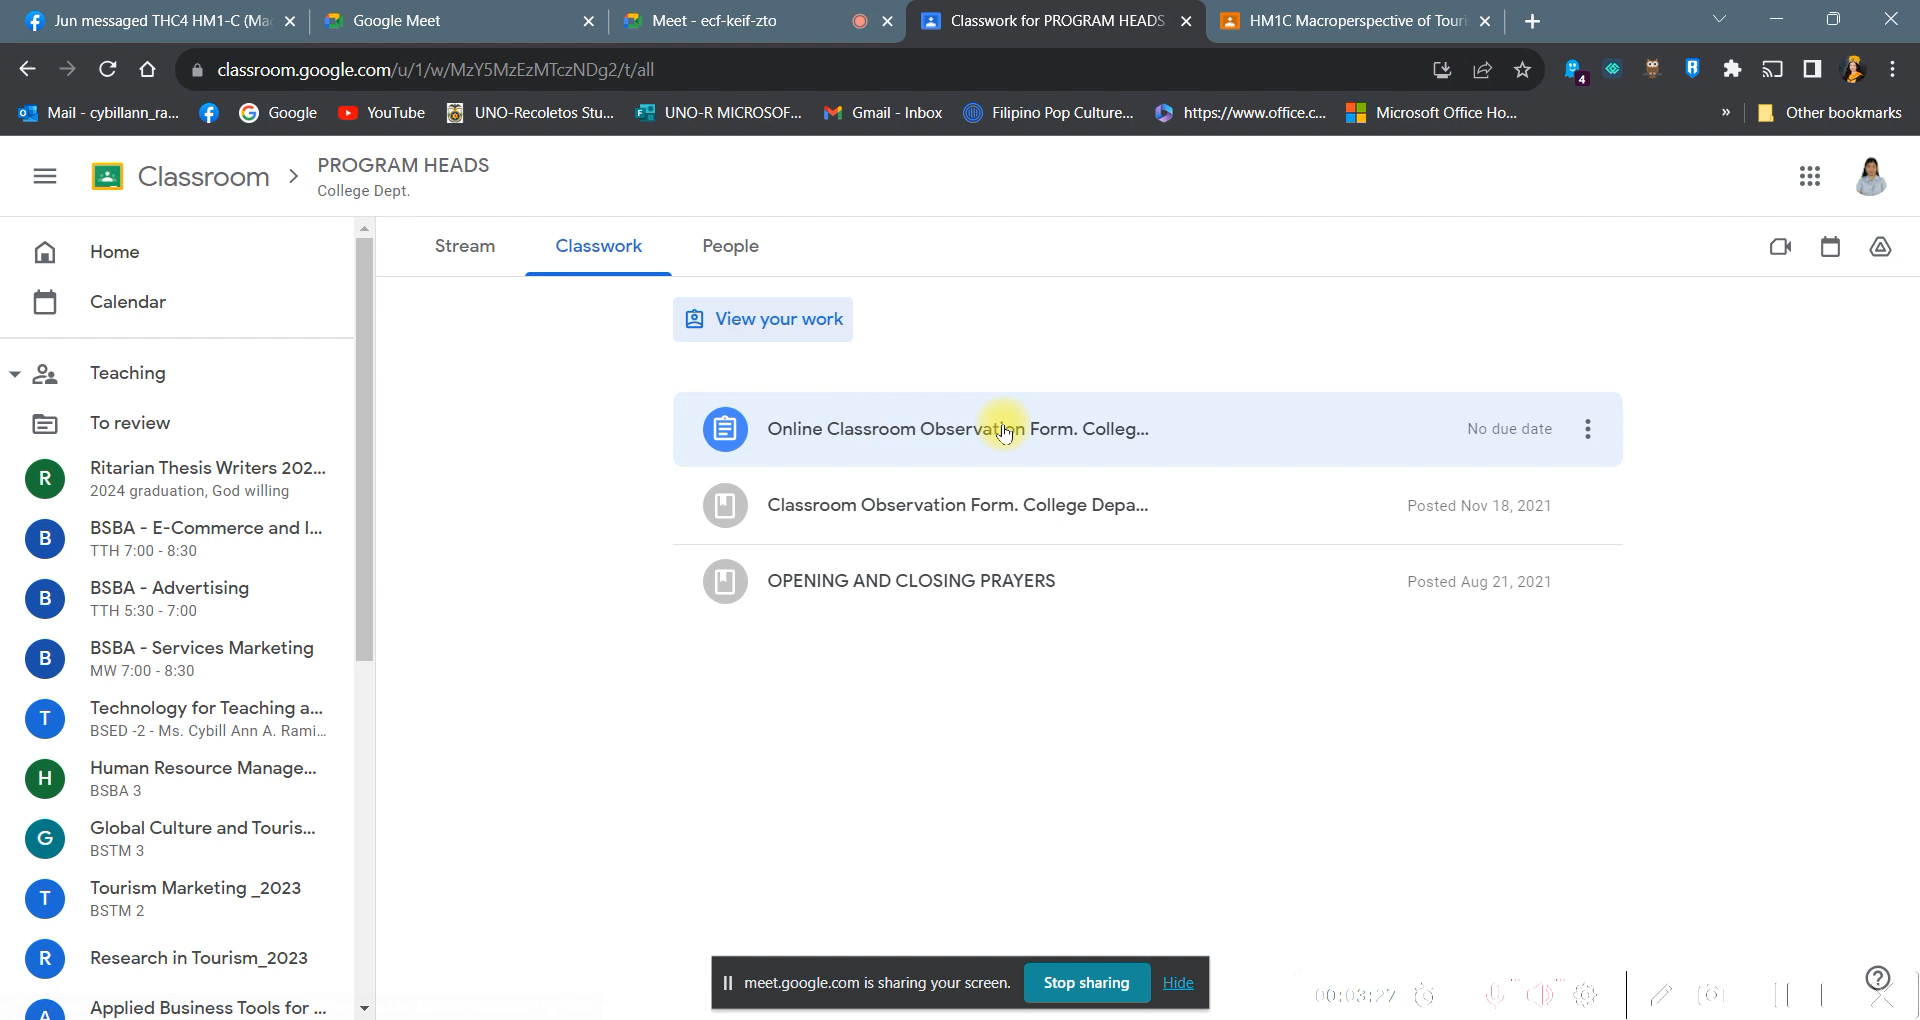 Jun messaged THC4 HM1-C (Ma
Google Meet
Meet - ecf-keif-zto
Classwork for PROGRAM HEADS
HM1C Macroperspective of Touri
classroom.google.com/u/1/w/MzY5MzEzMTczNDg2/t/all
4
Mail - cybillann_ra...
Google
YouTube
UNO-Recoletos Stu...
UNO-R MICROSOF...
Gmail - Inbox
Filipino Pop Culture...
https://www.office.c...
Microsoft Office Ho...
»
Other bookmarks
Classroom
PROGRAM HEADS
College Dept.
Home
Calendar
Teaching
To review
R
Ritarian Thesis Writers 202...
2024 graduation, God willing
B
BSBA - E-Commerce and I...
TTH 7:00 - 8:30
B
BSBA - Advertising
TTH 5:30 - 7:00
B
BSBA - Services Marketing
MW 7:00 - 8:30
T
Technology for Teaching a...
BSED -2 - Ms. Cybill Ann A. Rami...
H
Human Resource Manage...
BSBA 3
G
Global Culture and Touris...
BSTM 3
T
Tourism Marketing _2023
BSTM 2
R
Research in Tourism_2023
A
Applied Business Tools for ...
Stream
Classwork
People
View your work
Online Classroom Observation Form. Colleg...
No due date
Classroom Observation Form. College Depa...
Posted Nov 18, 2021
OPENING AND CLOSING PRAYERS
Posted Aug 21, 2021
meet.google.com is sharing your screen.
Stop sharing
Hide
00:03:27